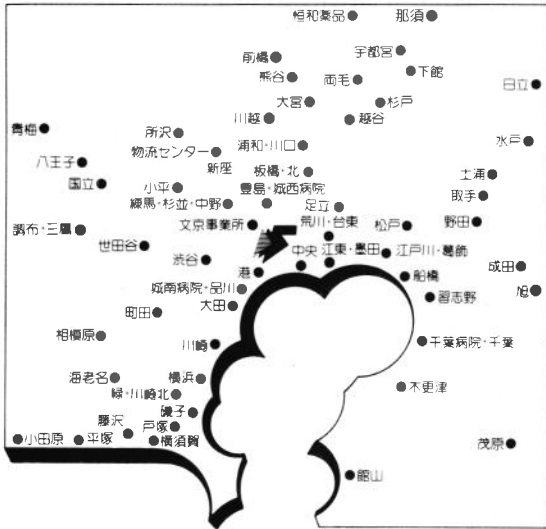 恒和薬品
那須
前橋
宇都宮
熊谷
両毛
下館
日立
大宮
杉戸
川越
越谷
青梅
所沢
浦和・川口
水戸
八王子
物流センター
新座
板橋・北
土浦
国立
小平
豊島・城西病院
取手
練馬・杉並・中野
足立
調布・三鷹
文京事業所
荒川・台東
松戸
野田
世田谷
渋谷
港
中央
江東・墨田
江戸川・葛飾
成田
船橋
城南病院・品川
習志野
旭
町田
大田
相模原
川崎
千葉病院・千葉
海老名
横浜
木更津
緑・川崎北
磯子
藤沢
戸塚
小田原
平塚
横須賀
茂原
館山